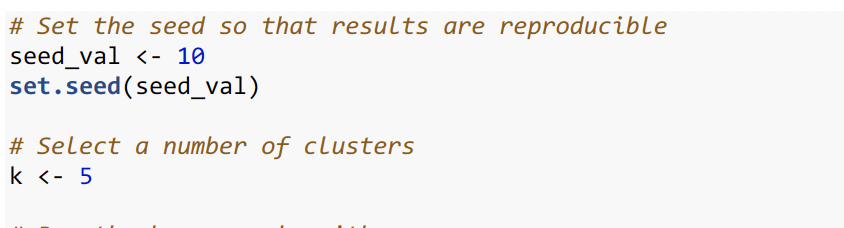 # Set the seed so that results are reproducible
seed_val <- 10
set.seed(seed_val)
# Select a number of clusters
k <- 5